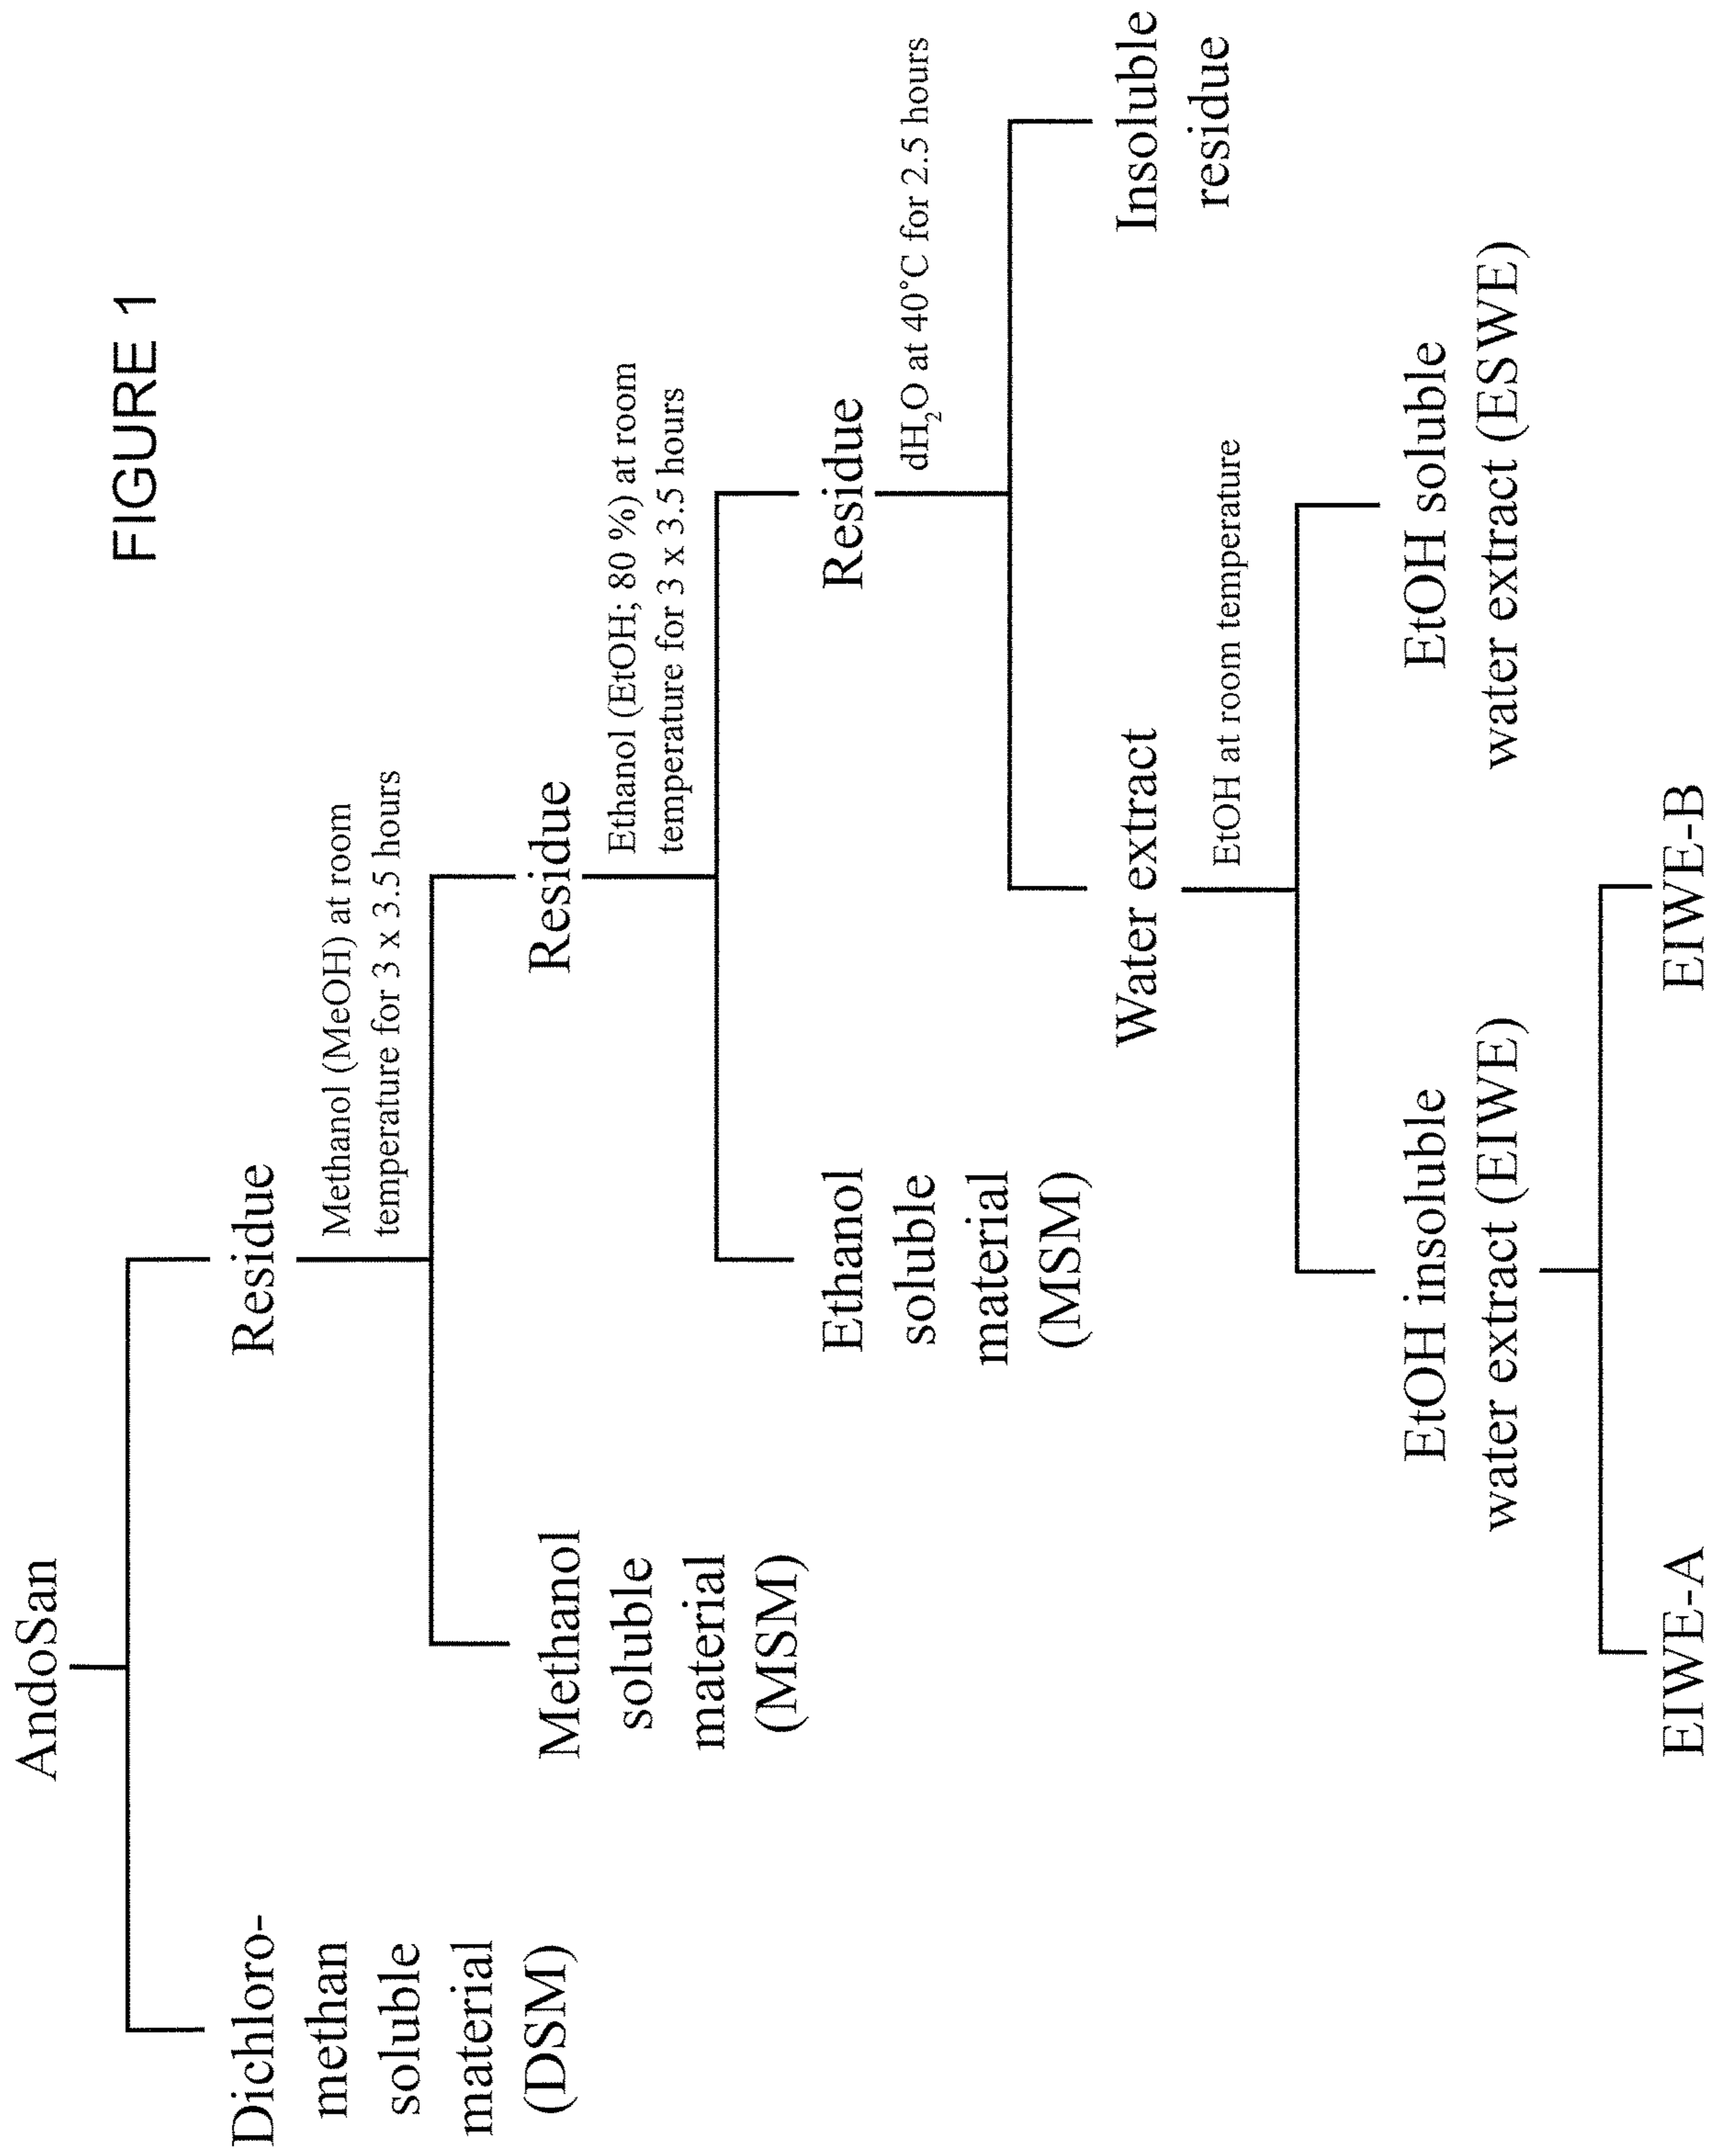 FIGURE 1
AndoSan
Dichloro-
methan
soluble
material
(DSM)
Residue
Methanol (MeOH) at room
temperature for 3 x 3.5 hours
Methanol
soluble
material
(MSM)
Residue
Ethanol (EtOH; 80 %) at room
temperature for 3 x 3.5 hours
Ethanol
soluble
material
(MSM)
Residue
dH₂O at 40°C for 2.5 hours
Water extract
Insoluble
residue
EtOH at room temperature
EtOH insoluble
water extract (EIWE)
EtOH soluble
water extract (ESWE)
EIWE-A
EIWE-B